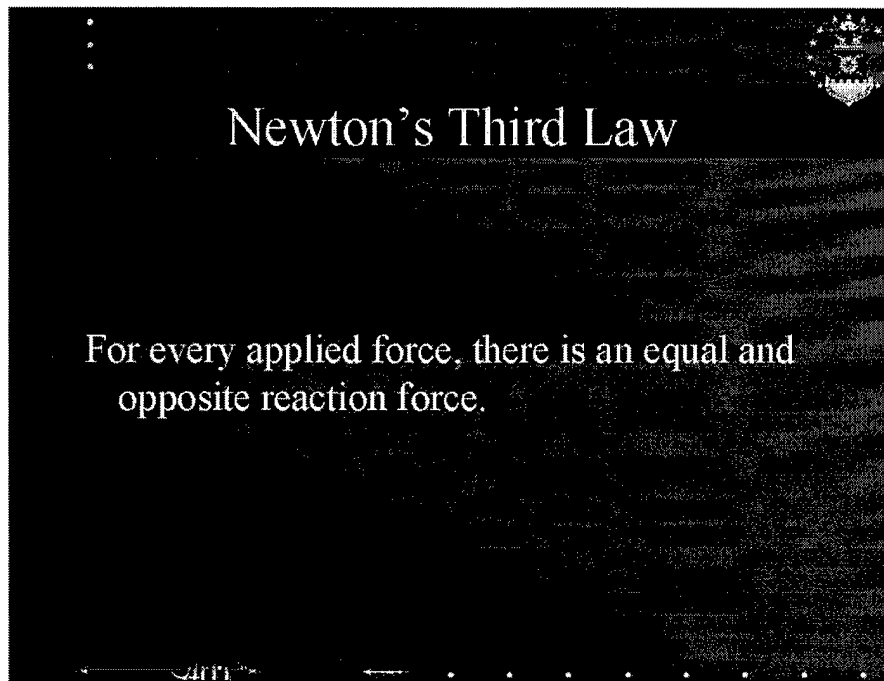 Newton's Third Law
For every applied force, there is an equal and
opposite reaction force.